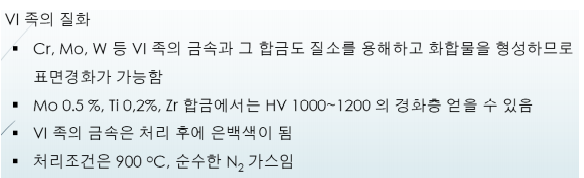 VI 족의 질화
▪ Cr, Mo, W 등 VI 족의 금속과 그 합금도 질소를 용해하고 화합물을 형성하므로
표면경화가 가능함
▪ Mo 0.5 %, Ti 0,2%, Zr 합금에서는 HV 1000~1200 의 경화층 얻을 수 있음
▪ VI 족의 금속은 처리 후에 은백색이 됨
▪ 처리조건은 900 ℃, 순수한 N₂ 가스임